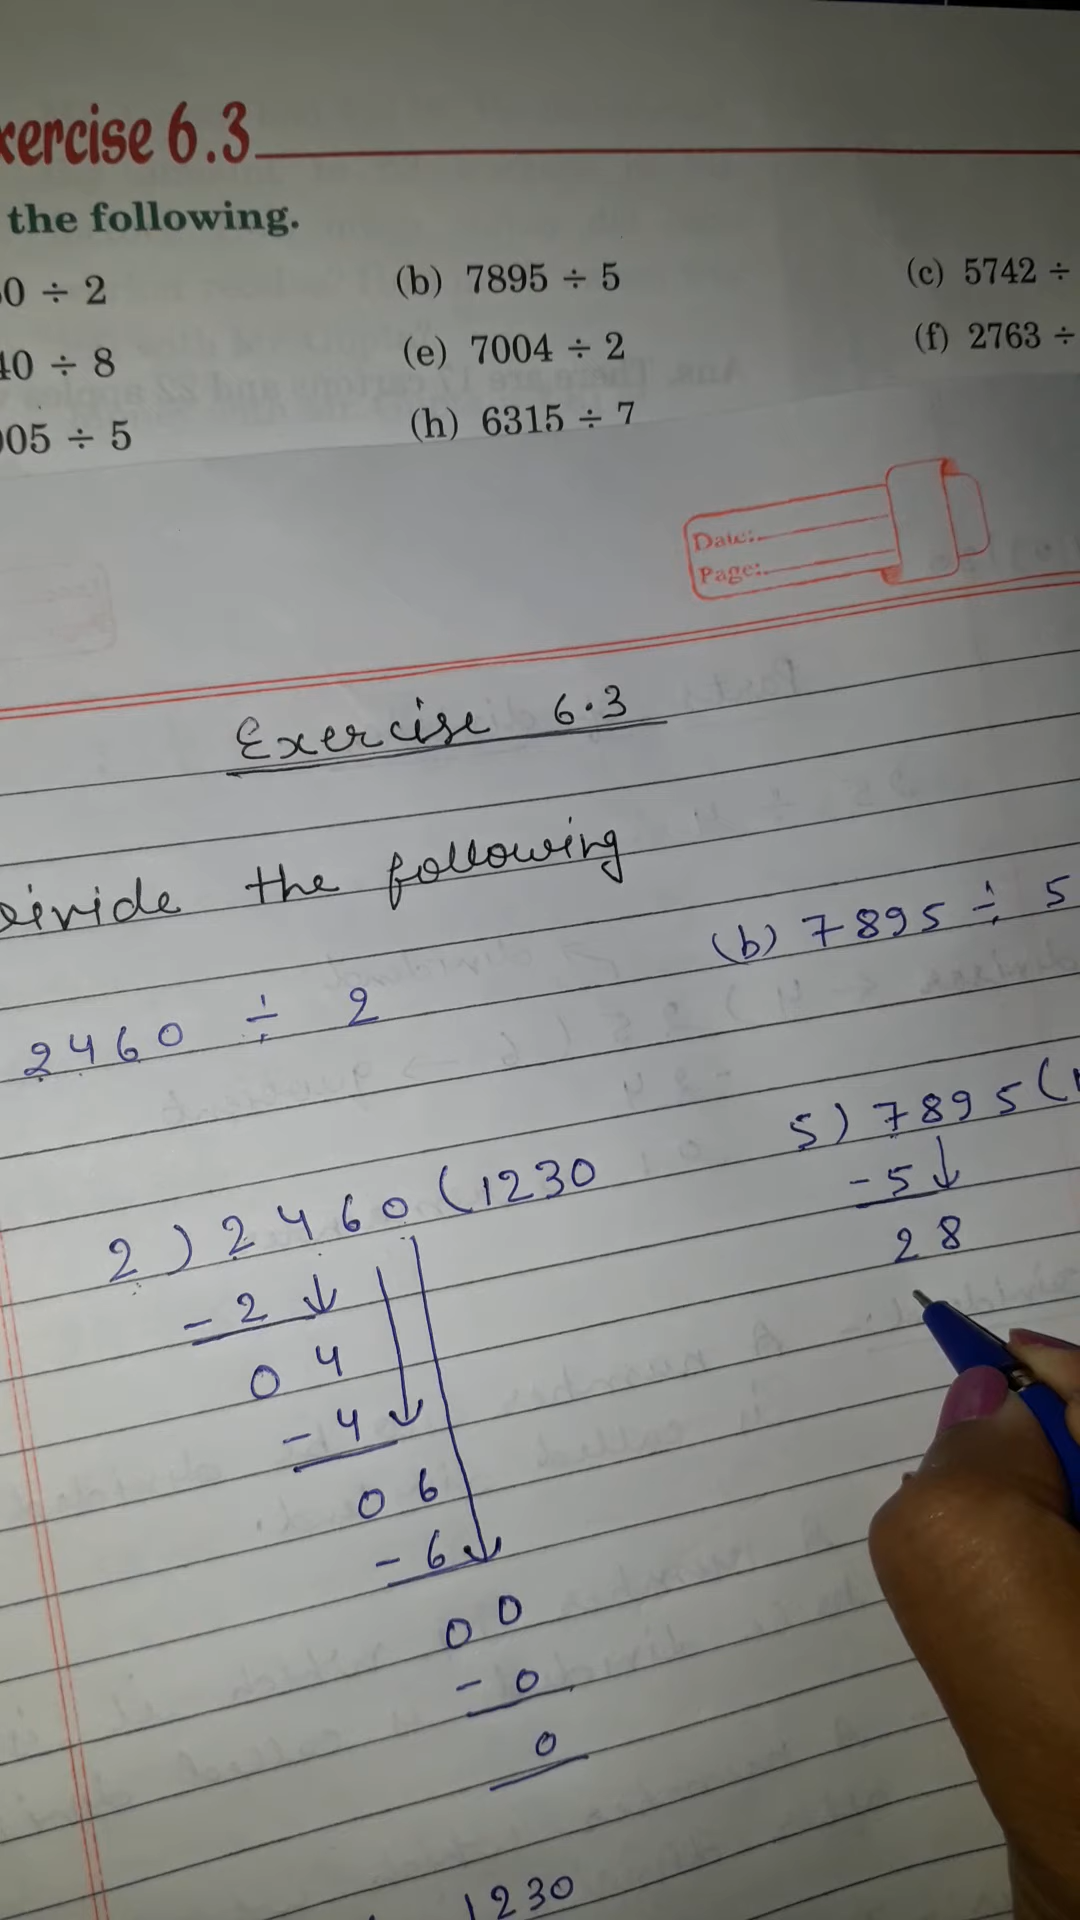 xercise 6.3
the following.
0 ÷ 2 (b) 7895 ÷ 5 (c) 5742 ÷
40 ÷ 8 (e) 7004 ÷ 2 (f) 2763 ÷
005 ÷ 5 (h) 6315 ÷ 7
Date:
Page:
Exercise 6.3
Divide the following
(b) 7895 ÷ 5
2460 ÷ 2
5) 7895 (1
-5
28
2) 2460 (1230
-2
04
-4
06
-6
00
-0
0
1230